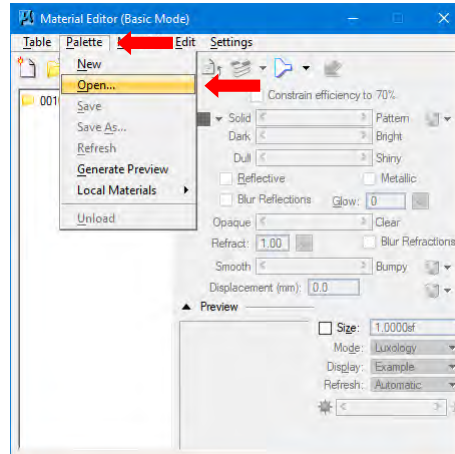 Material Editor (Basic Mode)
Table Palette Edit Settings
New
Open...
Save
Save As...
Refresh
Generate Preview
Local Materials
Unload
Constrain efficiency to 70%
Solid Pattern
Dark Bright
Dull Shiny
Reflective Metallic
Blur Reflections Glow: 0
Opaque Clear
Refract: 1.00 Blur Refractions
Smooth Bumpy
Displacement (mm): 0.0
Preview
Size: 1.0000sf
Mode: Luxology
Display: Example
Refresh: Automatic